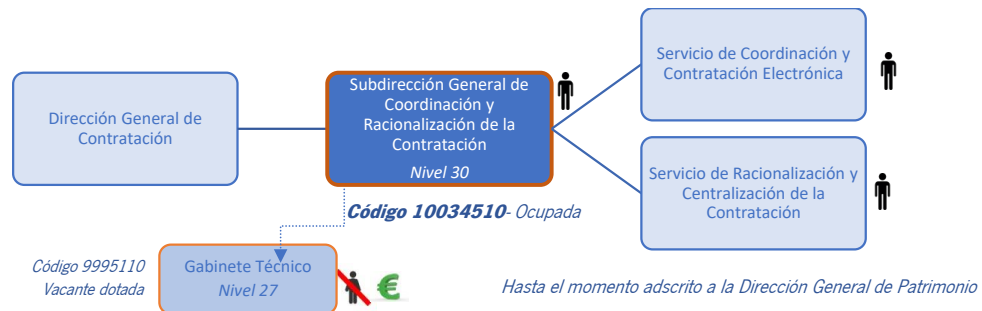 Dirección General de
Contratación
Subdirección General de
Coordinación y
Racionalización de la
Contratación
Nivel 30
Servicio de Coordinación y
Contratación Electrónica
Servicio de Racionalización y
Centralización de la
Contratación
Código 10034510- Ocupada
Código 9995110
Vacante dotada
Gabinete Técnico
Nivel 27
€
Hasta el momento adscrito a la Dirección General de Patrimonio